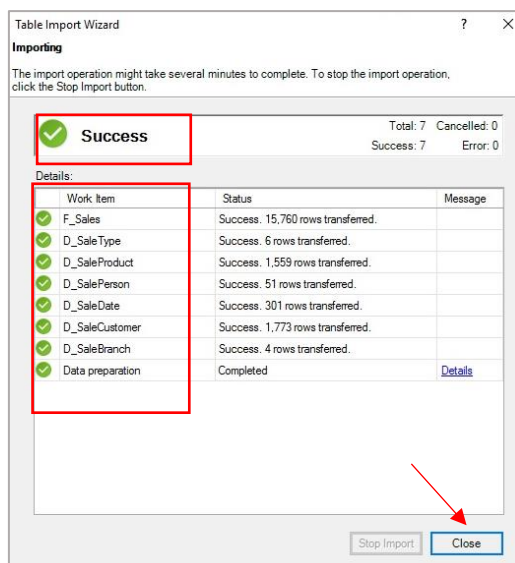 Table Import Wizard ?
Importing
The import operation might take several minutes to complete. To stop the import operation,
click the Stop Import button.
Success
Total: 7 Cancelled: 0
Success: 7 Error: 0
Details:
Work Item Status Message
F_Sales Success. 15,760 rows transferred.
D_SaleType Success. 6 rows transferred.
D_SaleProduct Success. 1,559 rows transferred.
D_SalePerson Success. 51 rows transferred.
D_SaleDate Success. 301 rows transferred.
D_SaleCustomer Success. 1,773 rows transferred.
D_SaleBranch Success. 4 rows transferred.
Data preparation Completed Details
Stop Import Close